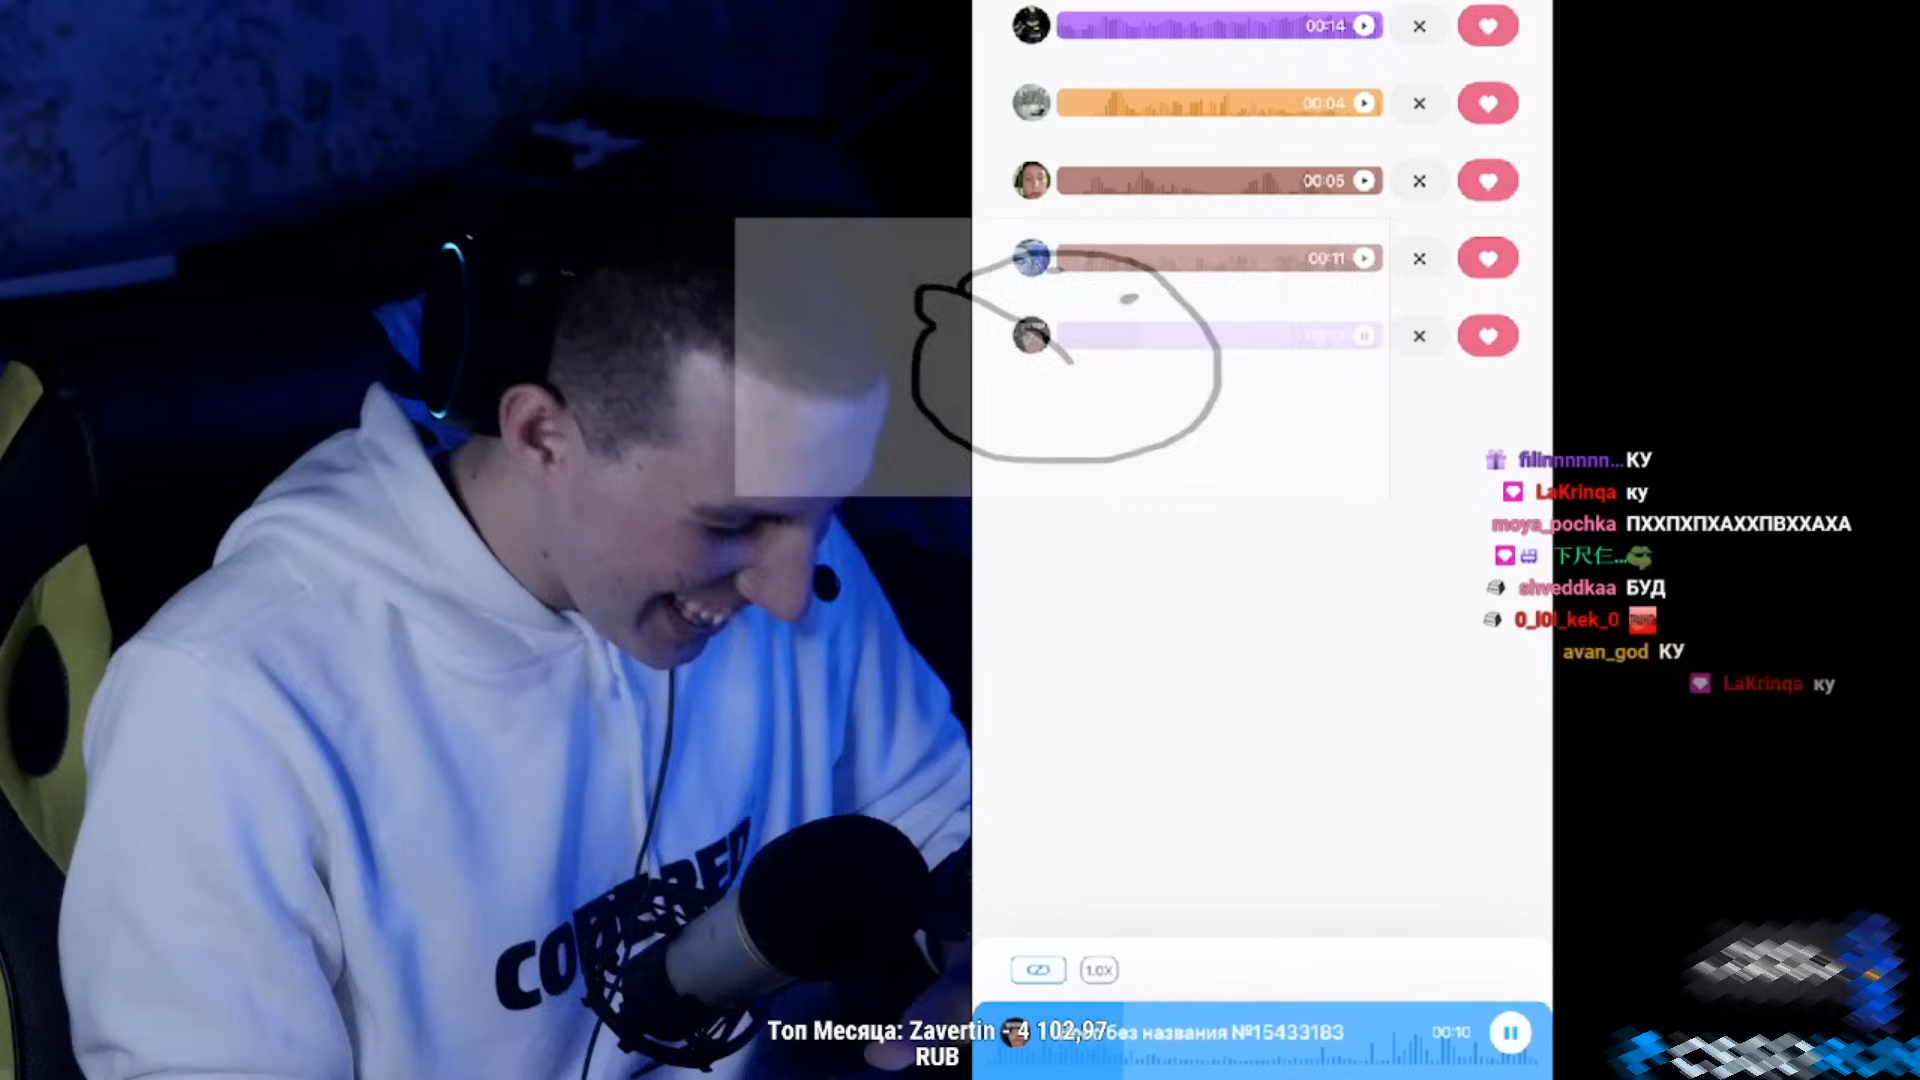 00:14
00:04
00:05
00:11
filinnnnnn... КУ
LaKrinqa ку
moya_pochka ПХХПХПХАХХПВХХАХА
shveddkaa БУД
0_l0l_kek_0
avan_god КУ
LaKrinqa ку
1.0X
Топ Месяца: Zavertin - 4 102,97
RUB
без названия №15433183
00:10